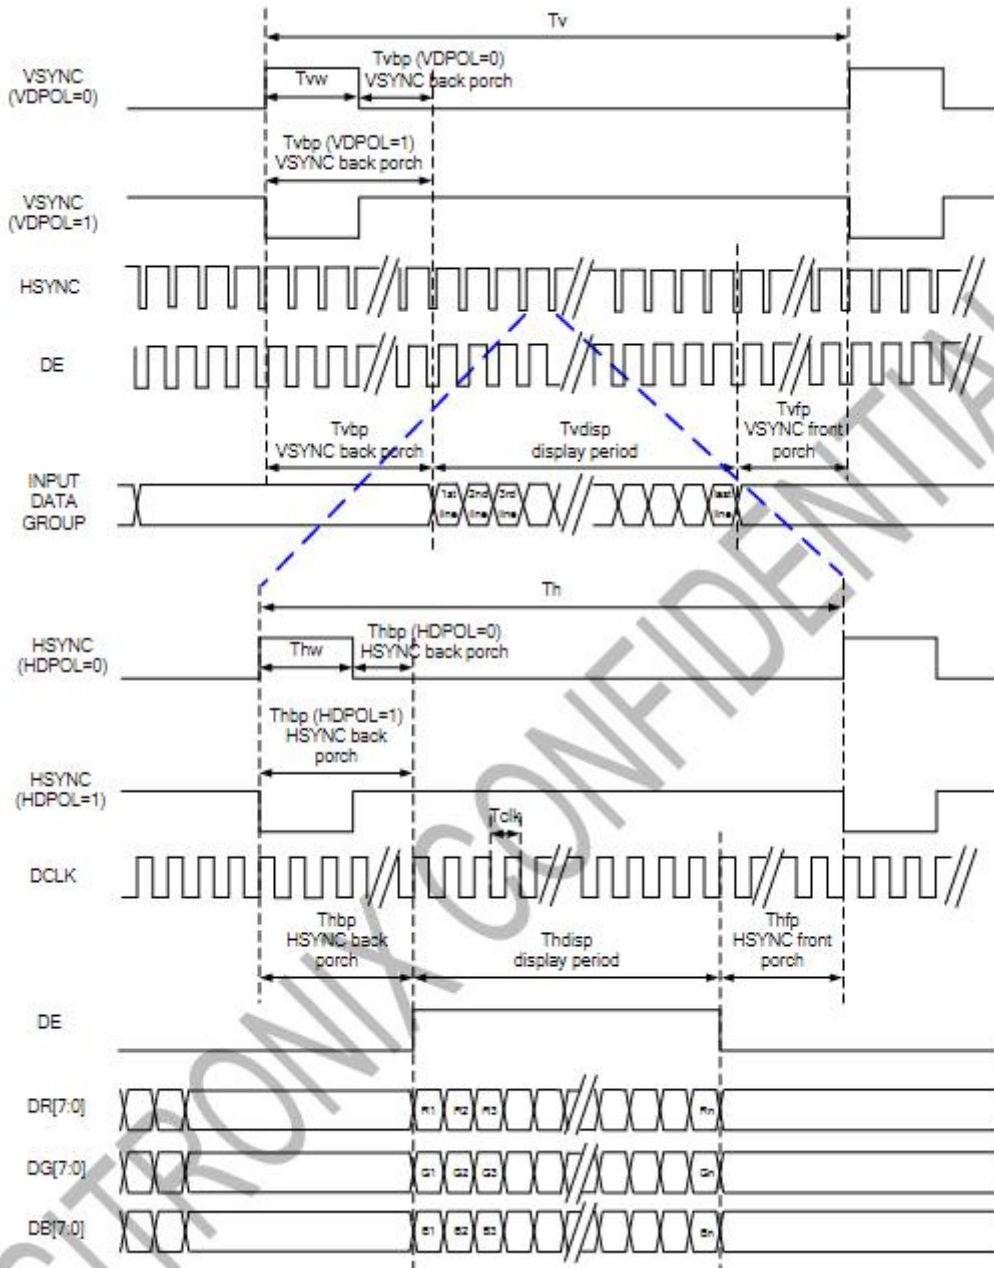 Tv
VSYNC
(VDPOL=0)
Tvw
Tvbp (VDPOL=0)
VSYNC back porch
Tvbp (VDPOL=1)
VSYNC back porch
VSYNC
(VDPOL=1)
HSYNC
DE
Tvbp
VSYNC back porch
Tvdisp
display period
Tvfp
VSYNC front
porch
INPUT
DATA
GROUP
1st
line
2nd
line
3rd
line
last
line
Th
HSYNC
(HDPOL=0)
Thw
Thbp (HDPOL=0)
HSYNC back porch
Thbp (HDPOL=1)
HSYNC back
porch
HSYNC
(HDPOL=1)
Tclk
DCLK
Thbp
HSYNC back
porch
Thdisp
display period
Thfp
HSYNC front
porch
DE
DR[7:0]
R1
R2
R3
Rn
DG[7:0]
G1
G2
G3
Gn
DB[7:0]
B1
B2
B3
Bn
CONFIDENTIAL